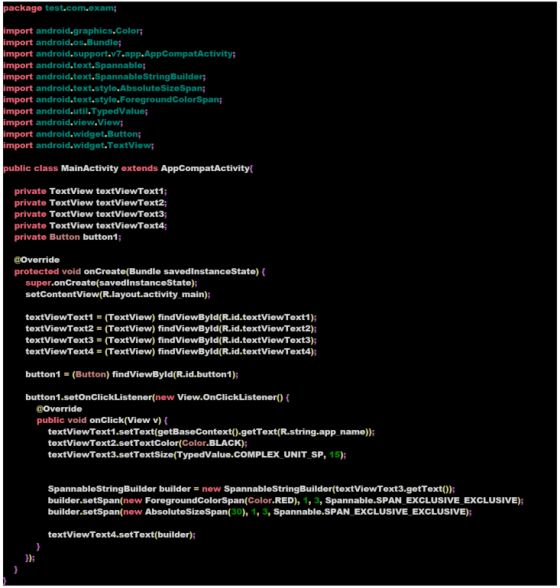 package test.com.exam;
import android.graphics.Color;
import android.os.Bundle;
import android.support.v7.app.AppCompatActivity;
import android.text.Spannable;
import android.text.SpannableStringBuilder;
import android.text.style.AbsoluteSizeSpan;
import android.text.style.ForegroundColorSpan;
import android.util.TypedValue;
import android.view.View;
import android.widget.Button;
import android.widget.TextView;
public class MainActivity extends AppCompatActivity{
private TextView textViewText1;
private TextView textViewText2;
private TextView textViewText3;
private TextView textViewText4;
private Button button1;
@Override
protected void onCreate(Bundle savedInstanceState) {
super.onCreate(savedInstanceState);
setContentView(R.layout.activity_main);
textViewText1 = (TextView) findViewById(R.id.textViewText1);
textViewText2 = (TextView) findViewById(R.id.textViewText2);
textViewText3 = (TextView) findViewById(R.id.textViewText3);
textViewText4 = (TextView) findViewById(R.id.textViewText4);
button1 = (Button) findViewById(R.id.button1);
button1.setOnClickListener(new View.OnClickListener() {
@Override
public void onClick(View v) {
textViewText1.setText(getBaseContext().getText(R.string.app_name));
textViewText2.setTextColor(Color.BLACK);
textViewText3.setTextSize(TypedValue.COMPLEX_UNIT_SP, 15);
SpannableStringBuilder builder = new SpannableStringBuilder(textViewText3.getText());
builder.setSpan(new ForegroundColorSpan(Color.RED), 1, 3, Spannable.SPAN_EXCLUSIVE_EXCLUSIVE);
builder.setSpan(new AbsoluteSizeSpan(30), 1, 3, Spannable.SPAN_EXCLUSIVE_EXCLUSIVE);
textViewText4.setText(builder);
}
});
}
}